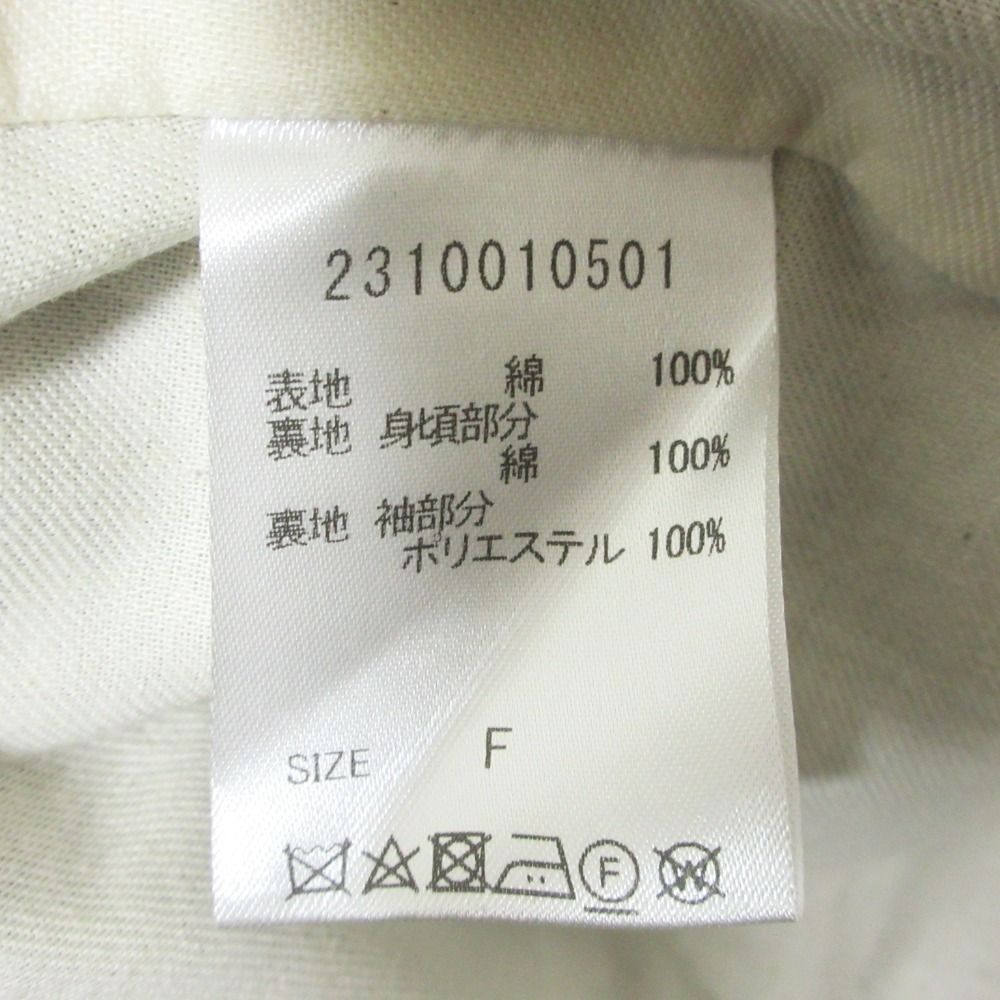 2310010501
表地 綿 100%
裏地 身頃部分
綿 100%
裏地 袖部分
ポリエステル 100%
SIZE F
F W